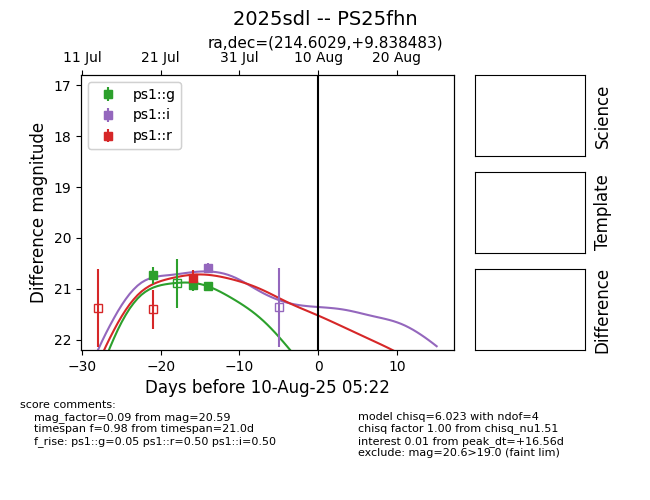 2025sdl -- PS25fhn
ra,dec=(214.6029,+9.838483)
11 Jul 21 Jul 31 Jul 10 Aug 20 Aug
17
18
19
20
21
22
Difference magnitude
ps1::g
ps1::i
ps1::r
−30 −20 −10 0 10
Days before 10-Aug-25 05:22
Science
Template
Difference
score comments:
mag_factor=0.09 from mag=20.59
timespan f=0.98 from timespan=21.0d
f_rise: ps1::g=0.05 ps1::r=0.50 ps1::i=0.50
model chisq=6.023 with ndof=4
chisq factor 1.00 from chisq_nu1.51
interest 0.01 from peak_dt=+16.56d
exclude: mag=20.6>19.0 (faint lim)